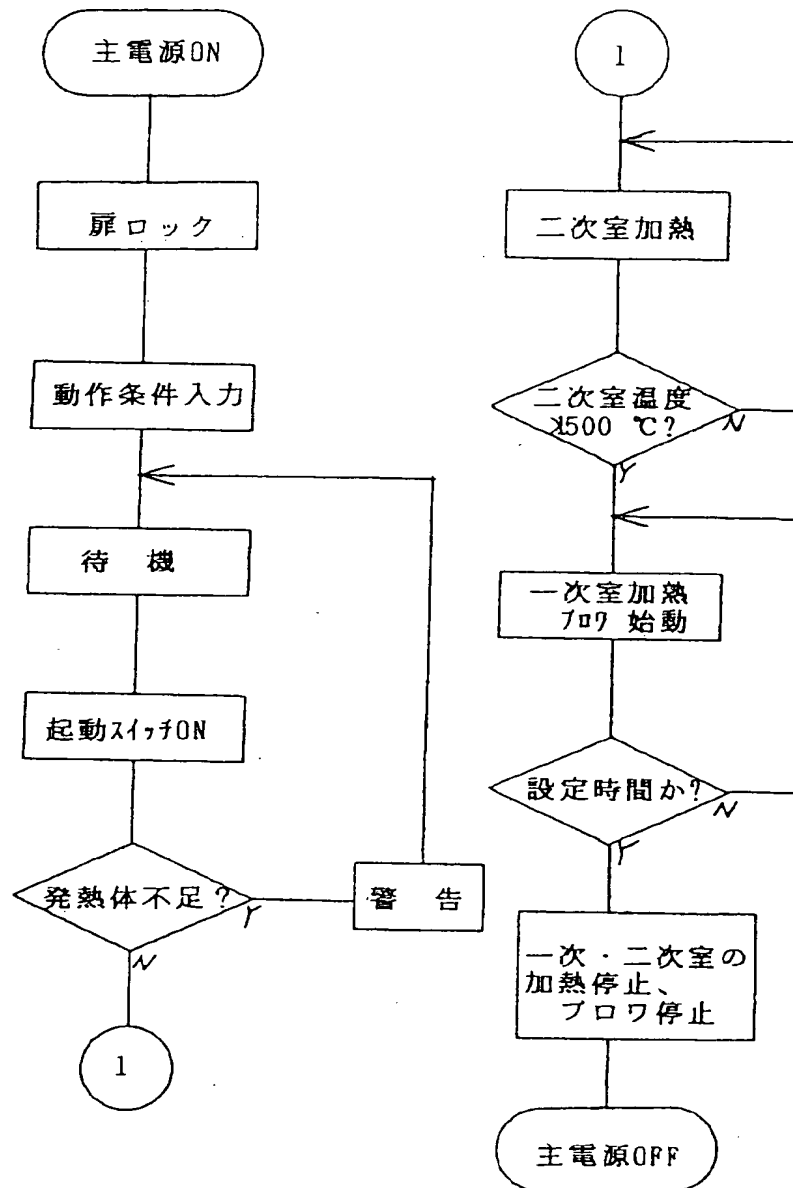 主電源ON
扉ロック
動作条件入力
待 機
起動スイッチON
発熱体不足?
Y
警 告
N
1
1
二次室加熱
二次室温度
>1500 ℃?
N
Y
一次室加熱
ブロワ 始動
設定時間か?
N
Y
一次・二次室の
加熱停止、
ブロワ停止
主電源OFF